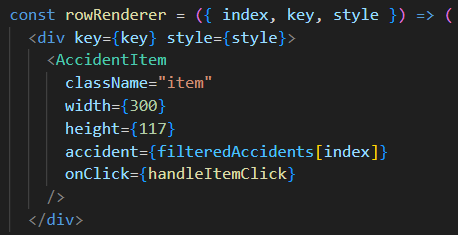 const rowRenderer = ({ index, key, style }) => (
  <div key={key} style={style}>
    <AccidentItem
      className="item"
      width={300}
      height={117}
      accident={filteredAccidents[index]}
      onClick={handleItemClick}
    />
  </div>